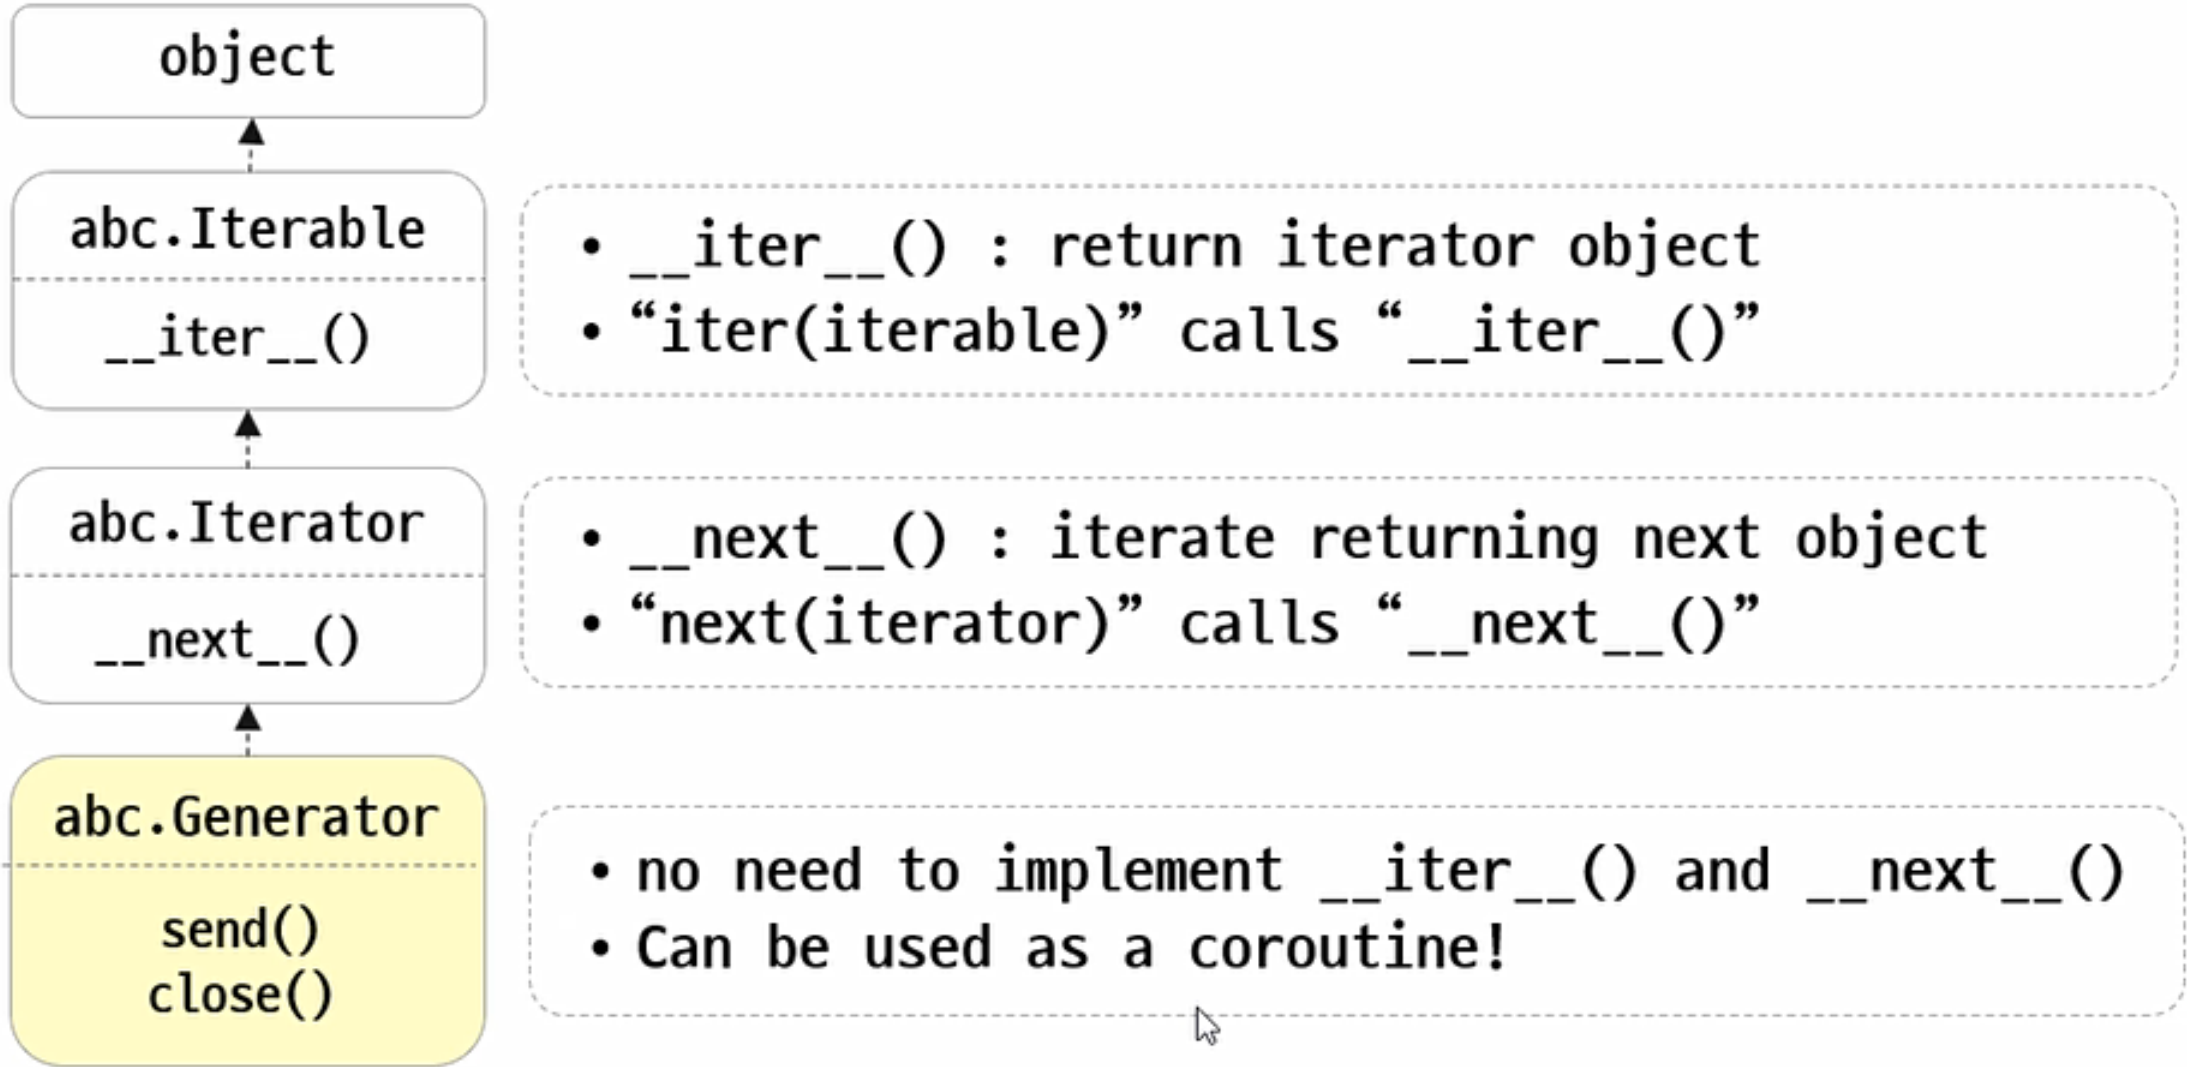 object
abc.Iterable
__iter__()
• __iter__() : return iterator object
• “iter(iterable)” calls “__iter__()”
abc.Iterator
__next__()
• __next__() : iterate returning next object
• “next(iterator)” calls “__next__()”
abc.Generator
send()
close()
• no need to implement __iter__() and __next__()
• Can be used as a coroutine!